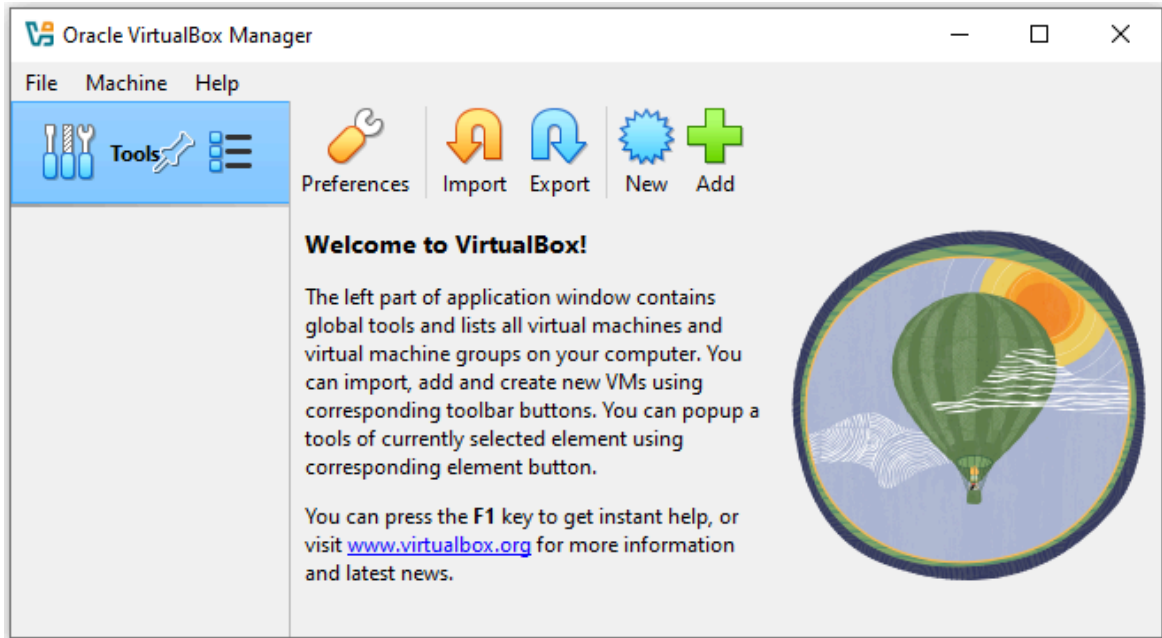 Oracle VirtualBox Manager
File Machine Help
Tools
Preferences Import Export New Add
Welcome to VirtualBox!
The left part of application window contains
global tools and lists all virtual machines and
virtual machine groups on your computer. You
can import, add and create new VMs using
corresponding toolbar buttons. You can popup a
tools of currently selected element using
corresponding element button.
You can press the F1 key to get instant help, or
visit www.virtualbox.org for more information
and latest news.